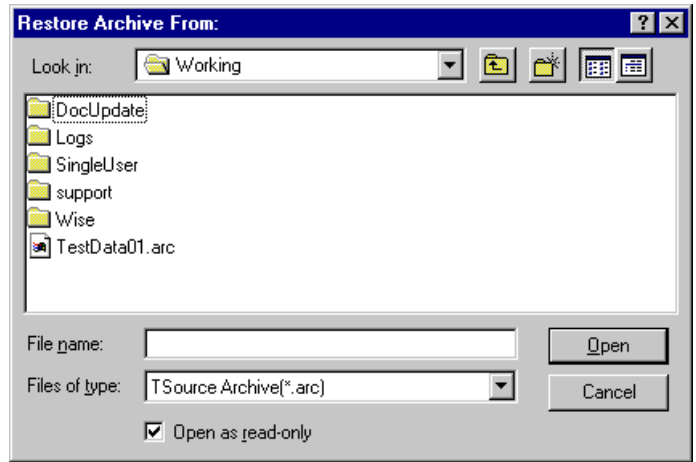 Restore Archive From:
Look in: Working
DocUpdate
Logs
SingleUser
support
Wise
TestData01.arc
File name: Open
Files of type: TSource Archive(*.arc) Cancel
Open as read-only